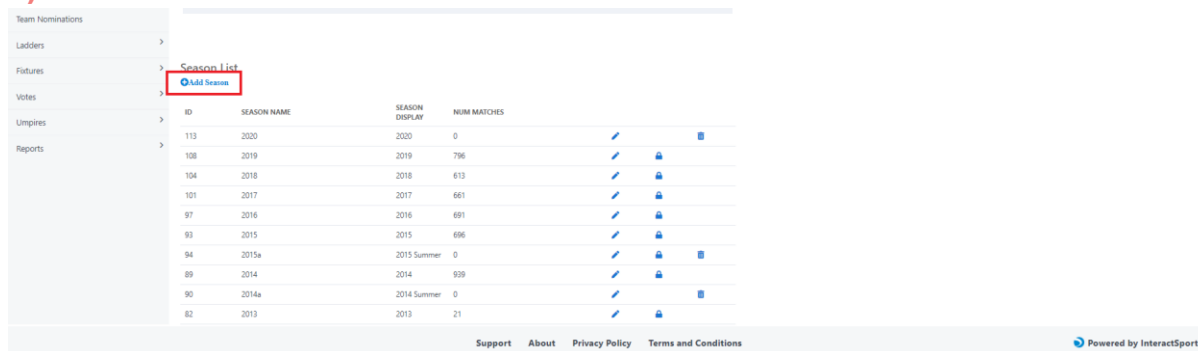 Team Nominations
Ladders
Fixtures
Votes
Umpires
Reports
Season List
Add Season
ID SEASON NAME SEASON DISPLAY NUM MATCHES
113 2020 2020 0
108 2019 2019 796
104 2018 2018 613
101 2017 2017 661
97 2016 2016 691
93 2015 2015 696
94 2015a 2015 Summer 0
89 2014 2014 939
90 2014a 2014 Summer 0
82 2013 2013 21
Support About Privacy Policy Terms and Conditions Powered by InteractSport